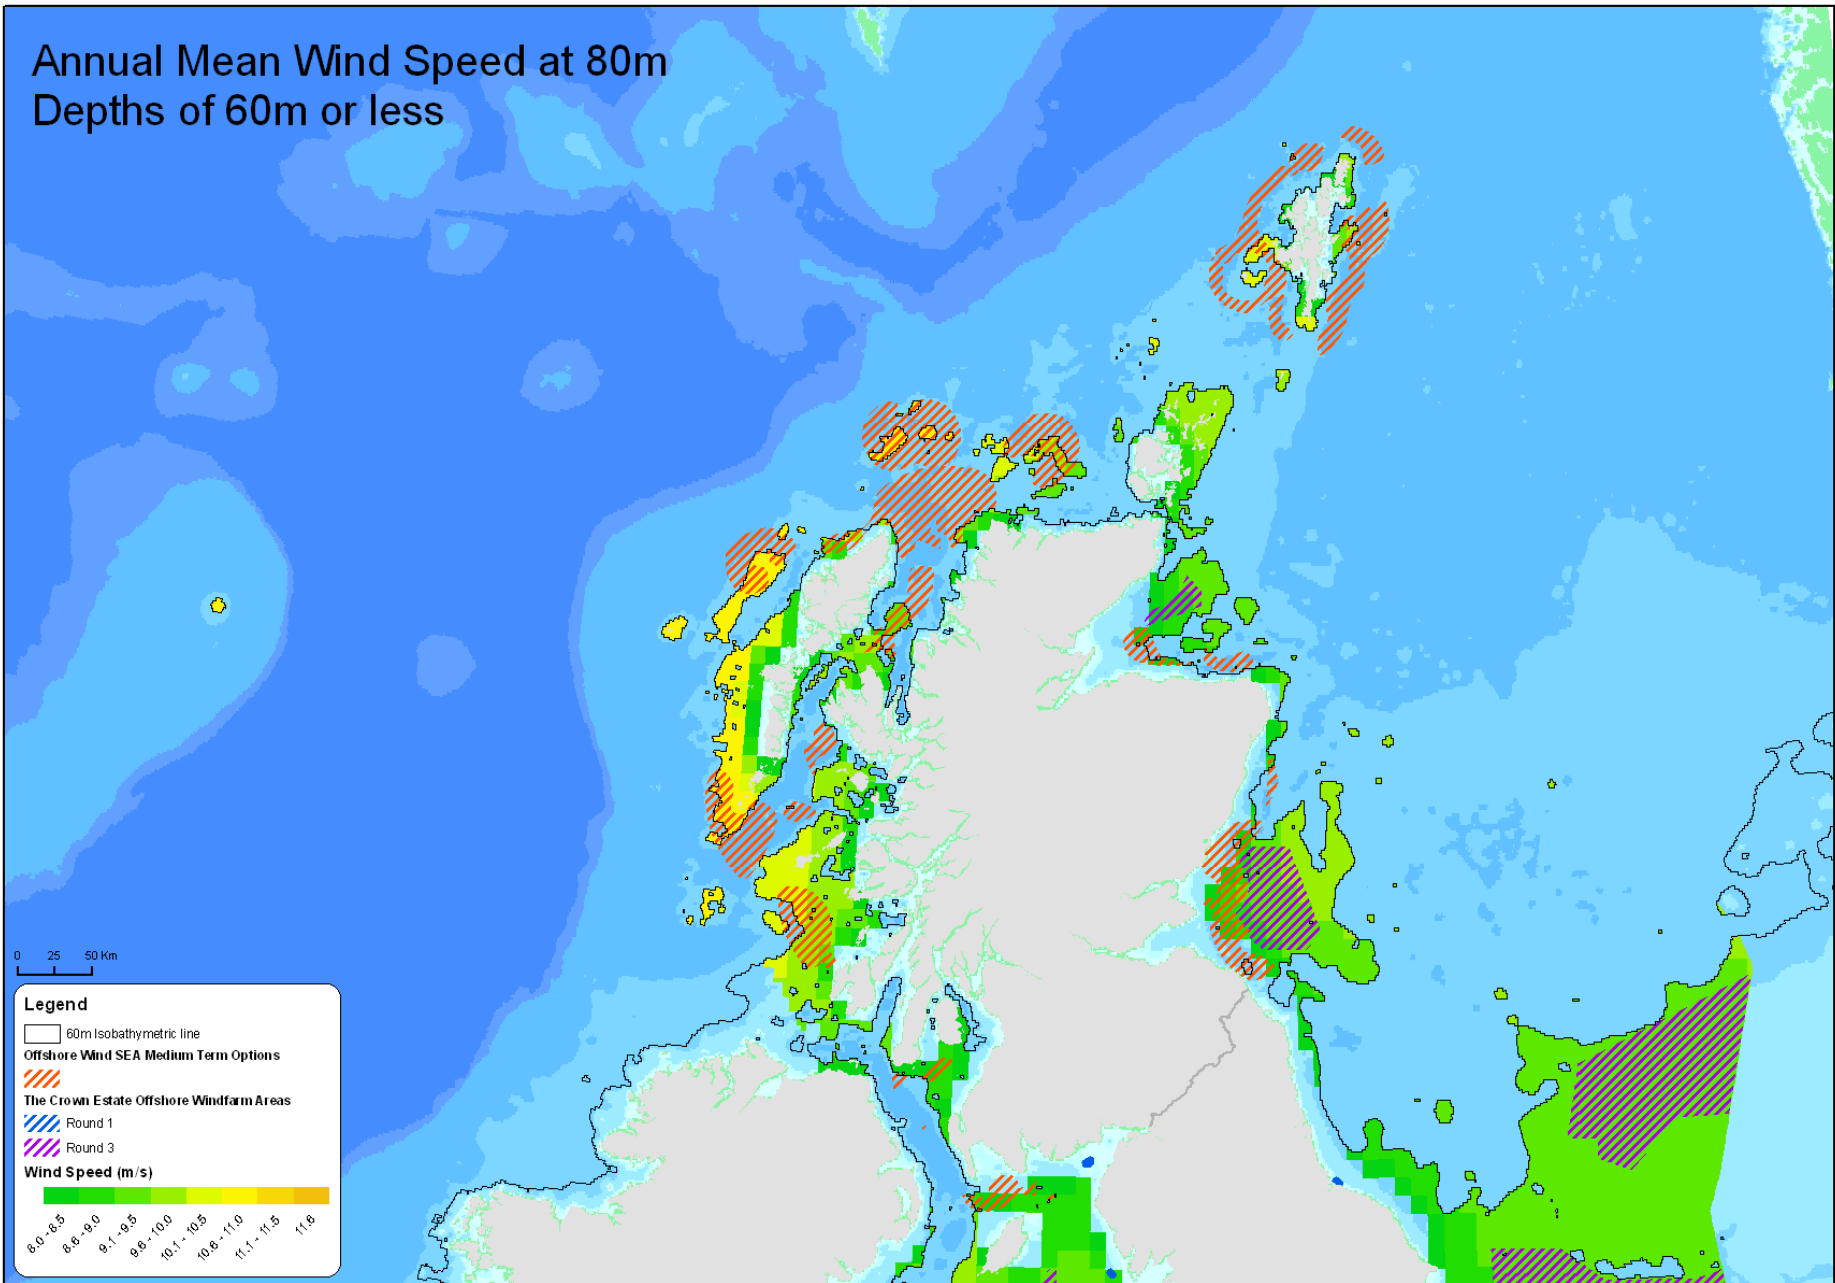 Annual Mean Wind Speed at 80m
Depths of 60m or less
0 25 50 Km
Legend
60m Isobathymetric line
Offshore Wind SEA Medium Term Options
The Crown Estate Offshore Windfarm Areas
Round 1
Round 3
Wind Speed (m/s)
8.0 -8.5
8.6 -9.0
9.1 -9.5
9.6 - 10.0
10.1 - 10.5
10.6 - 11.0
11.1 - 11.5
11.6